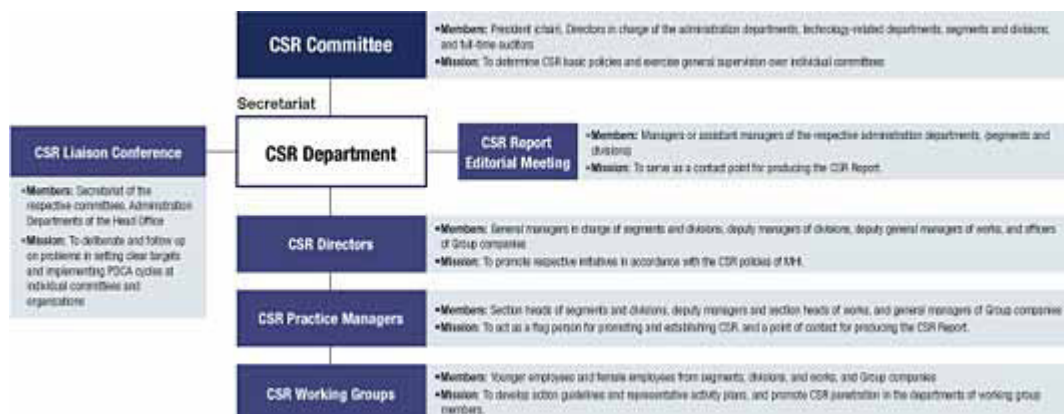 CSR Committee
•Members: President (chair), Directors in charge of the administration departments, technology-related departments, segments and divisions,
and full-time auditors
•Mission: To determine CSR basic policies and exercise general supervision over individual committees
Secretariat
CSR Liaison Conference
•Members: Secretariat of the
respective committees, Administration
Departments of the Head Office
•Mission: To deliberate and follow up
on problems in setting clear targets
and implementing PDCA cycles at
individual committees and
organizations
CSR Department
CSR Report
Editorial Meeting
•Members: Managers or assistant managers of the respective administration departments, (segments and
divisions)
•Mission: To serve as a contact point for producing the CSR Report.
CSR Directors
•Members: General managers in charge of segments and divisions, deputy managers of divisions, deputy general managers of works, and officers
of Group companies
•Mission: To promote respective initiatives in accordance with the CSR policies of MHI.
CSR Practice Managers
•Members: Section heads of segments and divisions, deputy managers and section heads of works, and general managers of Group companies
•Mission: To act as a flag person for promoting and establishing CSR, and a point of contact for producing the CSR Report.
CSR Working Groups
•Members: Younger employees and female employees from segments, divisions, and works, and Group companies
•Mission: To develop action guidelines and representative activity plans, and promote CSR penetration in the departments of working group
members.